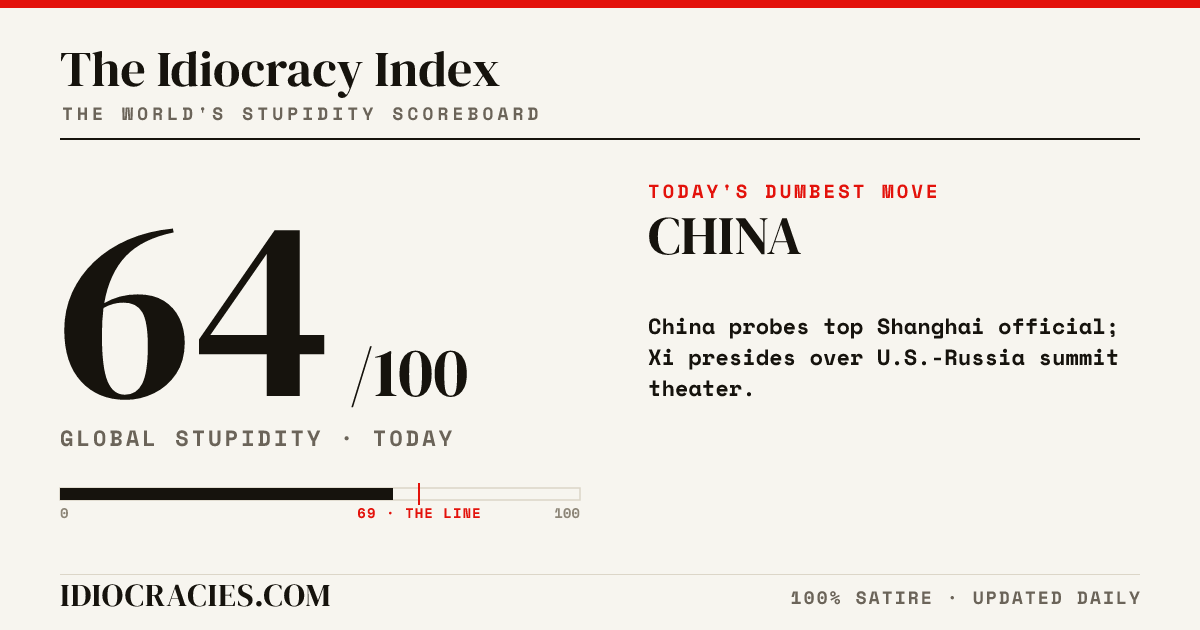 The Idiocracy Index
THE WORLD'S STUPIDITY SCOREBOARD
64 /100
GLOBAL STUPIDITY · TODAY
0
69 · THE LINE
100
TODAY'S DUMBEST MOVE
CHINA
China probes top Shanghai official;
Xi presides over U.S.-Russia summit
theater.
IDIOCRACIES.COM
100% SATIRE · UPDATED DAILY